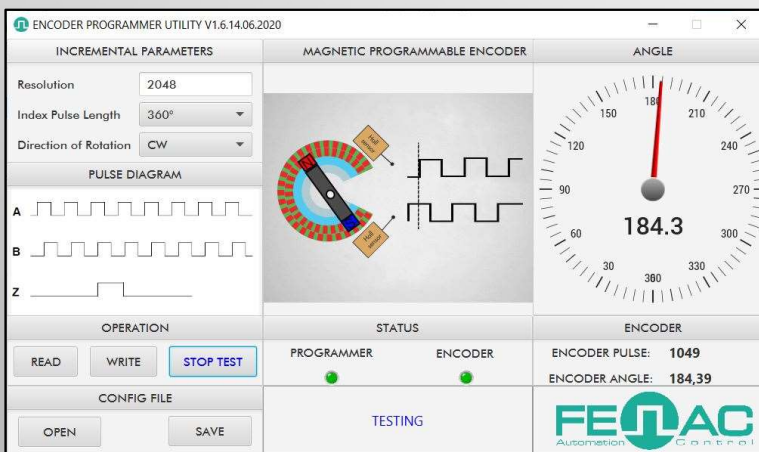 ENCODER PROGRAMMER UTILITY V1.6.14.06.2020
INCREMENTAL PARAMETERS
Resolution 2048
Index Pulse Length 360°
Direction of Rotation CW
PULSE DIAGRAM
A
B
Z
OPERATION
READ WRITE STOP TEST
CONFIG FILE
OPEN SAVE
MAGNETIC PROGRAMMABLE ENCODER
Hall sensor
N
S
Hall sensor
STATUS
PROGRAMMER ENCODER
TESTING
ANGLE
150 180 210
120 240
90 270
184.3
60 300
30 360 330
ENCODER
ENCODER PULSE: 1049
ENCODER ANGLE: 184,39
FENAC
Automation Control